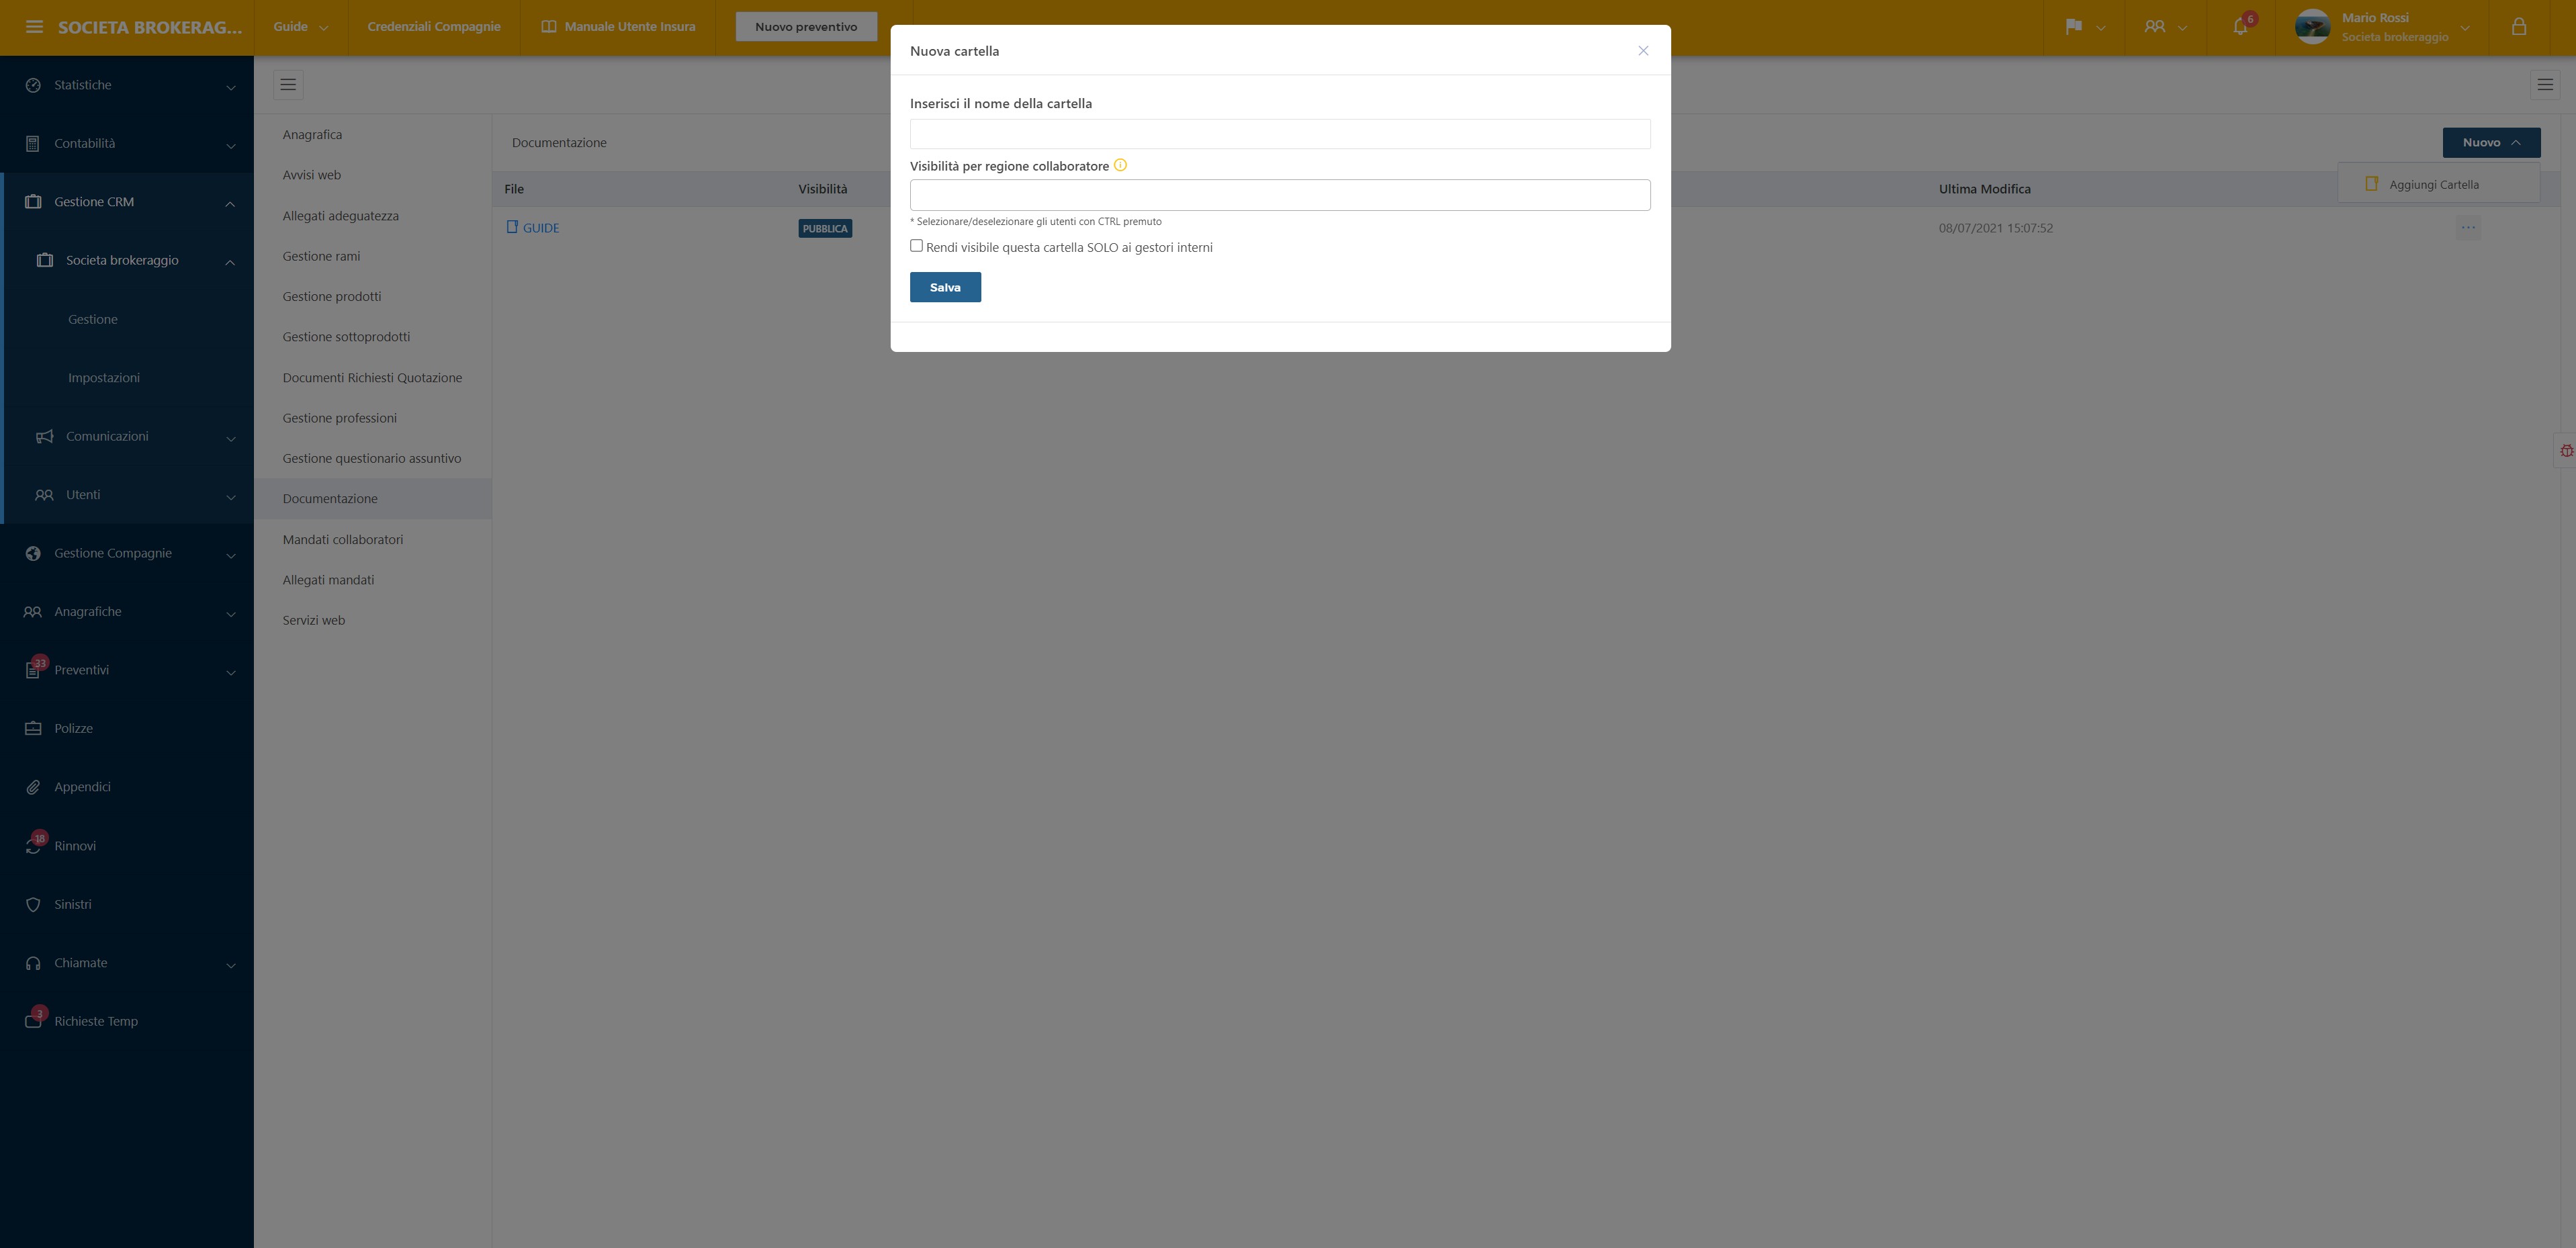 SOCIETA BROKERAG...
Guide
Credenziali Compagnie
Manuale Utente Insura
Nuovo preventivo
6
Mario Rossi
Societa brokeraggio
Statistiche
Contabilità
Gestione CRM
Societa brokeraggio
Gestione
Impostazioni
Comunicazioni
Utenti
Gestione Compagnie
Anagrafiche
33
Preventivi
Polizze
Appendici
18
Rinnovi
Sinistri
Chiamate
3
Richieste Temp
Anagrafica
Avvisi web
Allegati adeguatezza
Gestione rami
Gestione prodotti
Gestione sottoprodotti
Documenti Richiesti Quotazione
Gestione professioni
Gestione questionario assuntivo
Documentazione
Mandati collaboratori
Allegati mandati
Servizi web
Documentazione
Nuovo
Aggiungi Cartella
File
Visibilità
Ultima Modifica
GUIDE
PUBBLICA
08/07/2021 15:07:52
Nuova cartella
Inserisci il nome della cartella
Visibilità per regione collaboratore
* Selezionare/deselezionare gli utenti con CTRL premuto
Rendi visibile questa cartella SOLO ai gestori interni
Salva